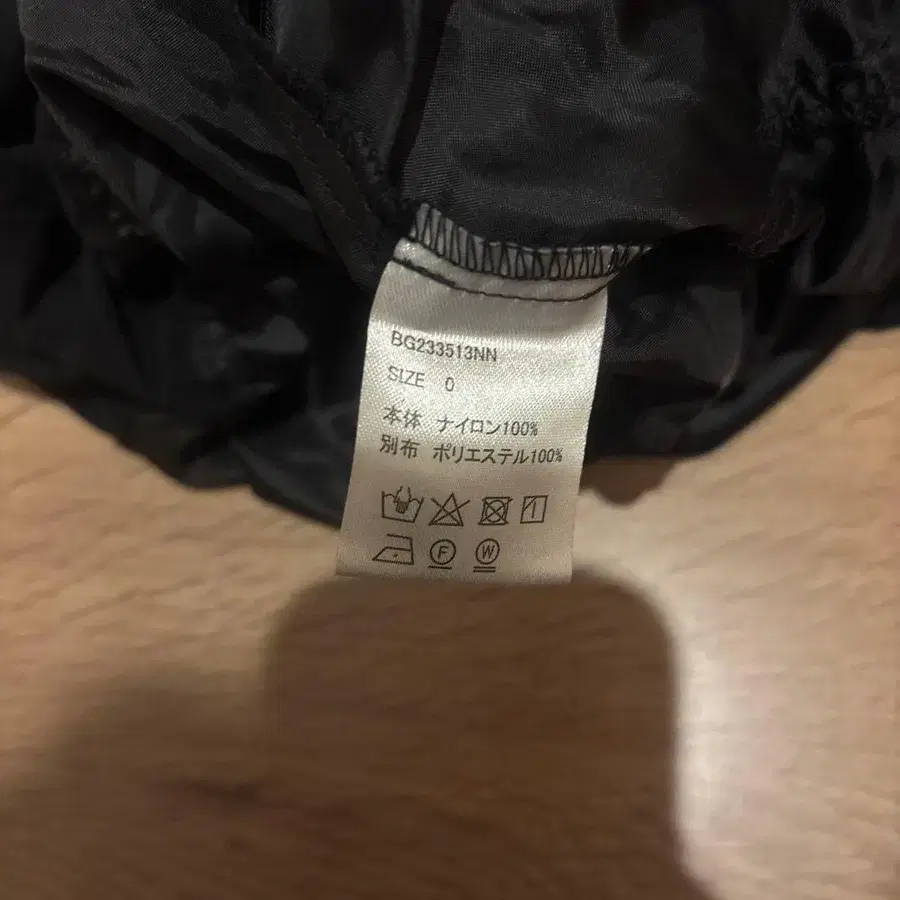 BG233513NN
SIZE 0
本体 ナイロン100%
別布 ポリエステル100%
F W